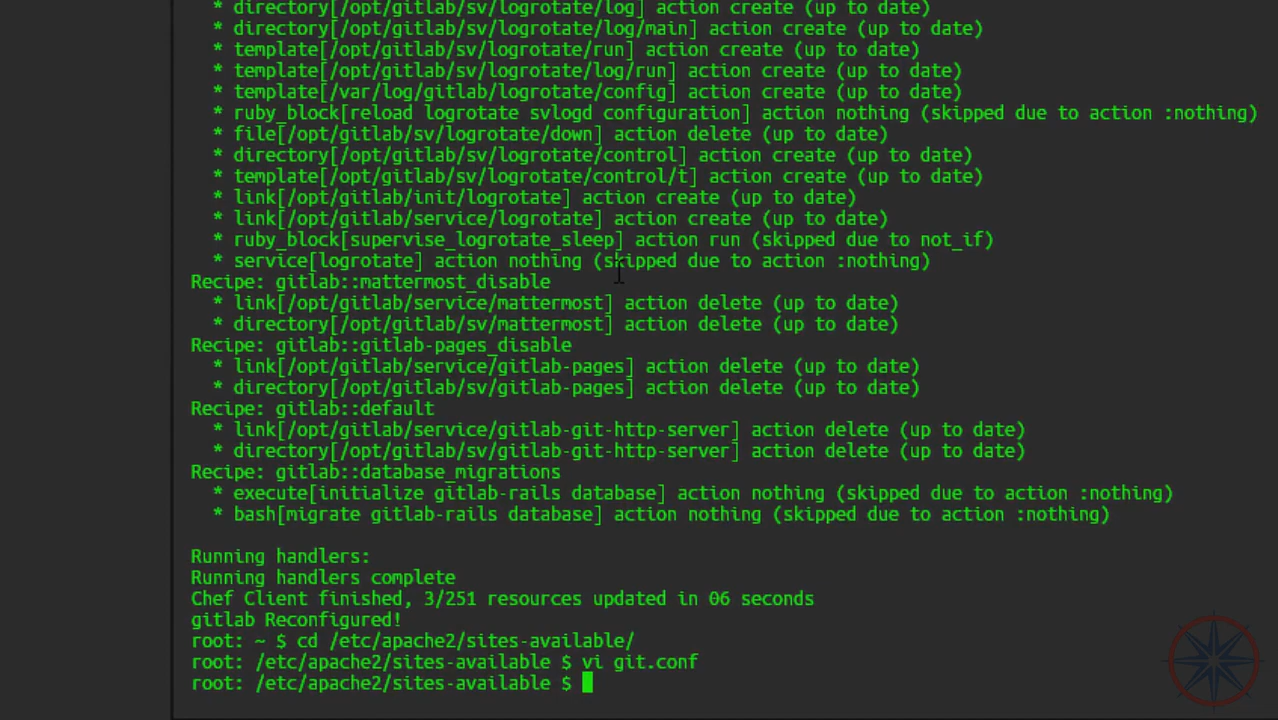 * directory[/opt/gitlab/sv/logrotate/log] action create (up to date)
* directory[/opt/gitlab/sv/logrotate/log/main] action create (up to date)
* template[/opt/gitlab/sv/logrotate/run] action create (up to date)
* template[/opt/gitlab/sv/logrotate/log/run] action create (up to date)
* template[/var/log/gitlab/logrotate/config] action create (up to date)
* ruby_block[reload logrotate svlogd configuration] action nothing (skipped due to action :nothing)
* file[/opt/gitlab/sv/logrotate/down] action delete (up to date)
* directory[/opt/gitlab/sv/logrotate/control] action create (up to date)
* template[/opt/gitlab/sv/logrotate/control/t] action create (up to date)
* link[/opt/gitlab/init/logrotate] action create (up to date)
* link[/opt/gitlab/service/logrotate] action create (up to date)
* ruby_block[supervise_logrotate_sleep] action run (skipped due to not_if)
* service[logrotate] action nothing (skipped due to action :nothing)
Recipe: gitlab::mattermost_disable
* link[/opt/gitlab/service/mattermost] action delete (up to date)
* directory[/opt/gitlab/sv/mattermost] action delete (up to date)
Recipe: gitlab::gitlab-pages_disable
* link[/opt/gitlab/service/gitlab-pages] action delete (up to date)
* directory[/opt/gitlab/sv/gitlab-pages] action delete (up to date)
Recipe: gitlab::default
* link[/opt/gitlab/service/gitlab-git-http-server] action delete (up to date)
* directory[/opt/gitlab/sv/gitlab-git-http-server] action delete (up to date)
Recipe: gitlab::database_migrations
* execute[initialize gitlab-rails database] action nothing (skipped due to action :nothing)
* bash[migrate gitlab-rails database] action nothing (skipped due to action :nothing)
Running handlers:
Running handlers complete
Chef Client finished, 3/251 resources updated in 06 seconds
gitlab Reconfigured!
root: ~ $ cd /etc/apache2/sites-available/
root: /etc/apache2/sites-available $ vi git.conf
root: /etc/apache2/sites-available $